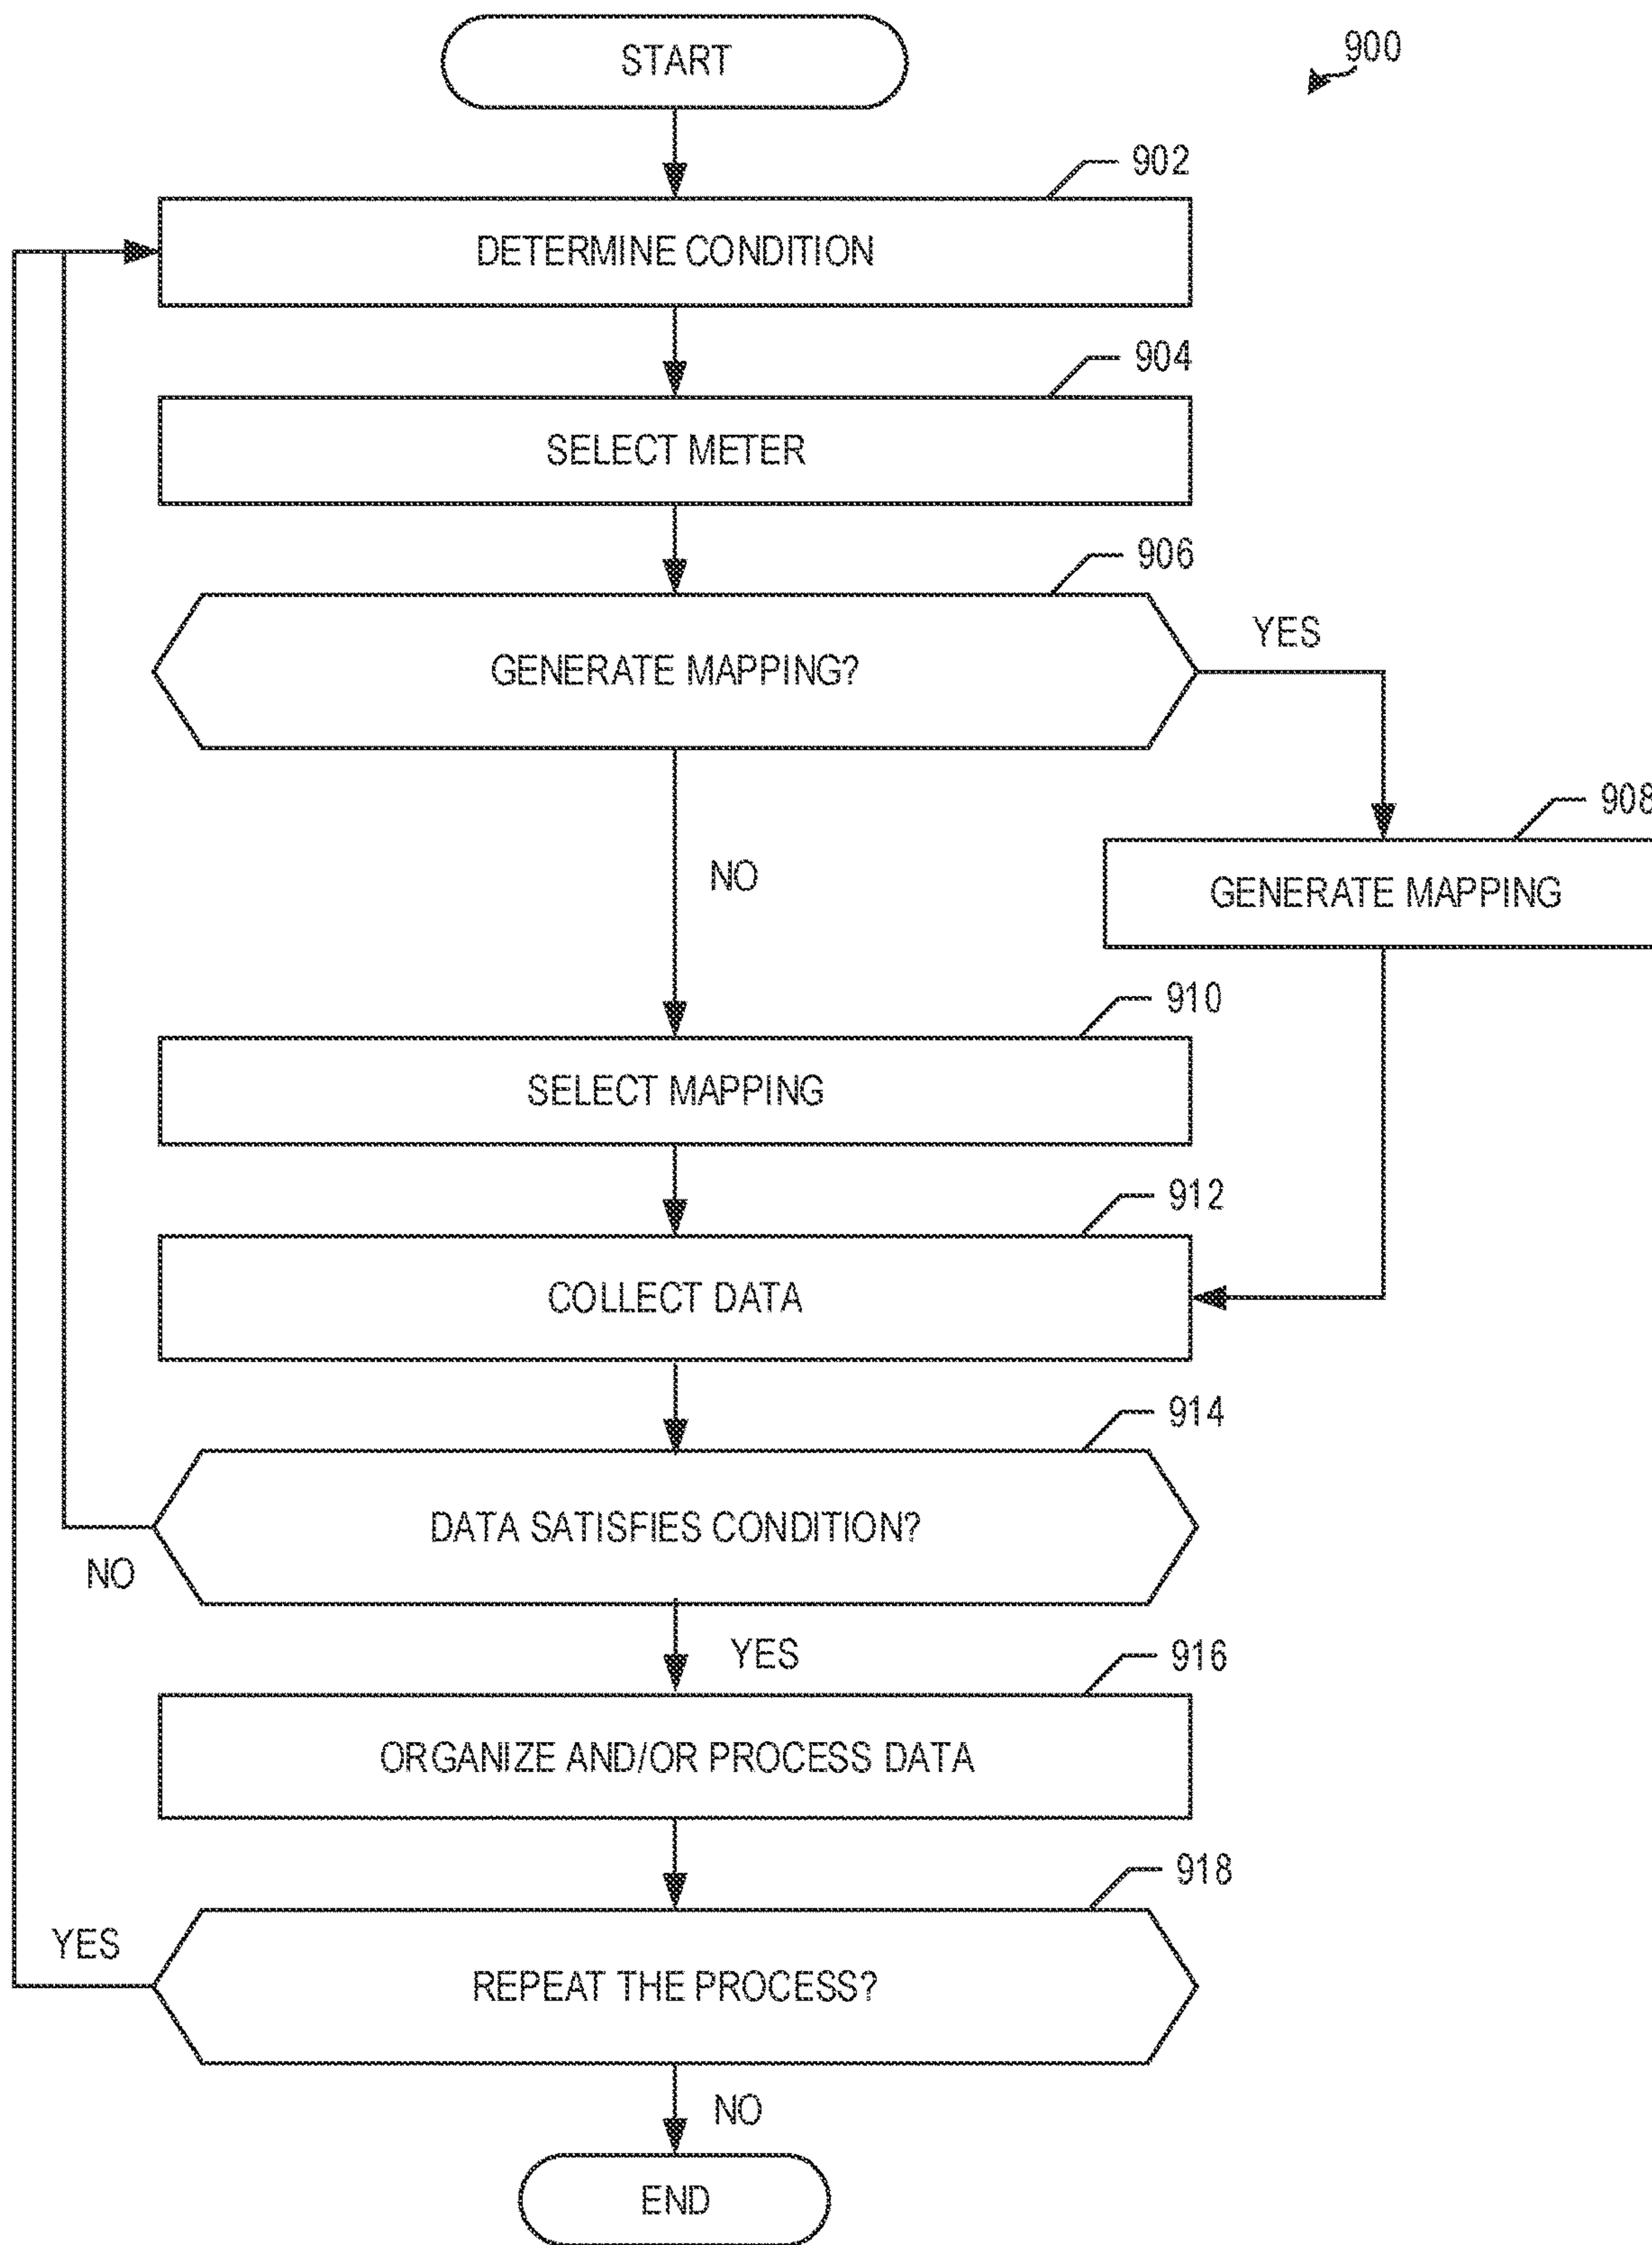 START
900
902
DETERMINE CONDITION
904
SELECT METER
906
GENERATE MAPPING?
YES
908
NO
GENERATE MAPPING
910
SELECT MAPPING
912
COLLECT DATA
914
DATA SATISFIES CONDITION?
NO
YES
916
ORGANIZE AND/OR PROCESS DATA
918
YES
REPEAT THE PROCESS?
NO
END